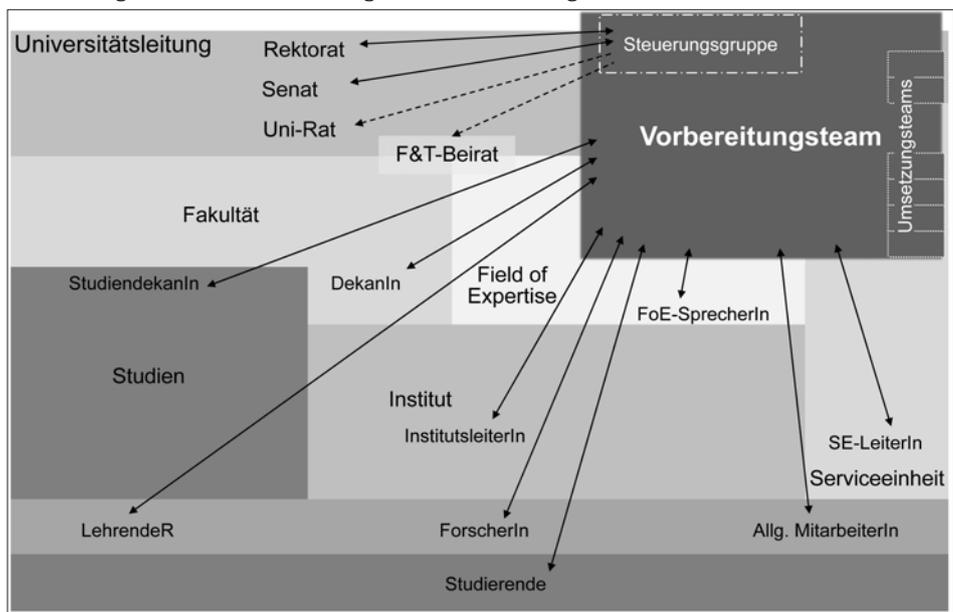 Universitätsleitung
Rektorat
Steuerungsgruppe
Senat
Uni-Rat
Vorbereitungsteam
Umsetzungsteams
F&T-Beirat
Fakultät
StudiendekanIn
DekanIn
Field of
Expertise
FoE-SprecherIn
Studien
Institut
InstitutsleiterIn
SE-LeiterIn
Serviceeinheit
LehrendeR
ForscherIn
Allg. MitarbeiterIn
Studierende